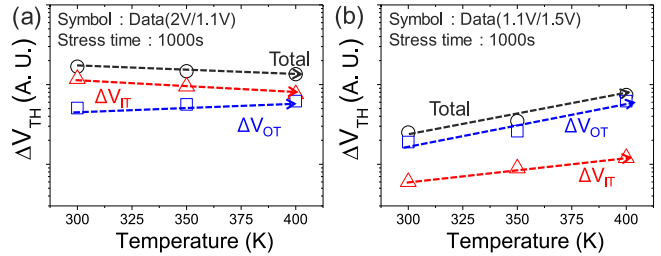 (a)
Symbol : Data(2V/1.1V)
Stress time : 1000s
Total
ΔV_IT
ΔV_OT
ΔV_TH (A. U.)
300 325 350 375 400
Temperature (K)
(b)
Symbol : Data(1.1V/1.5V)
Stress time : 1000s
Total
ΔV_OT
ΔV_IT
ΔV_TH (A. U.)
300 325 350 375 400
Temperature (K)